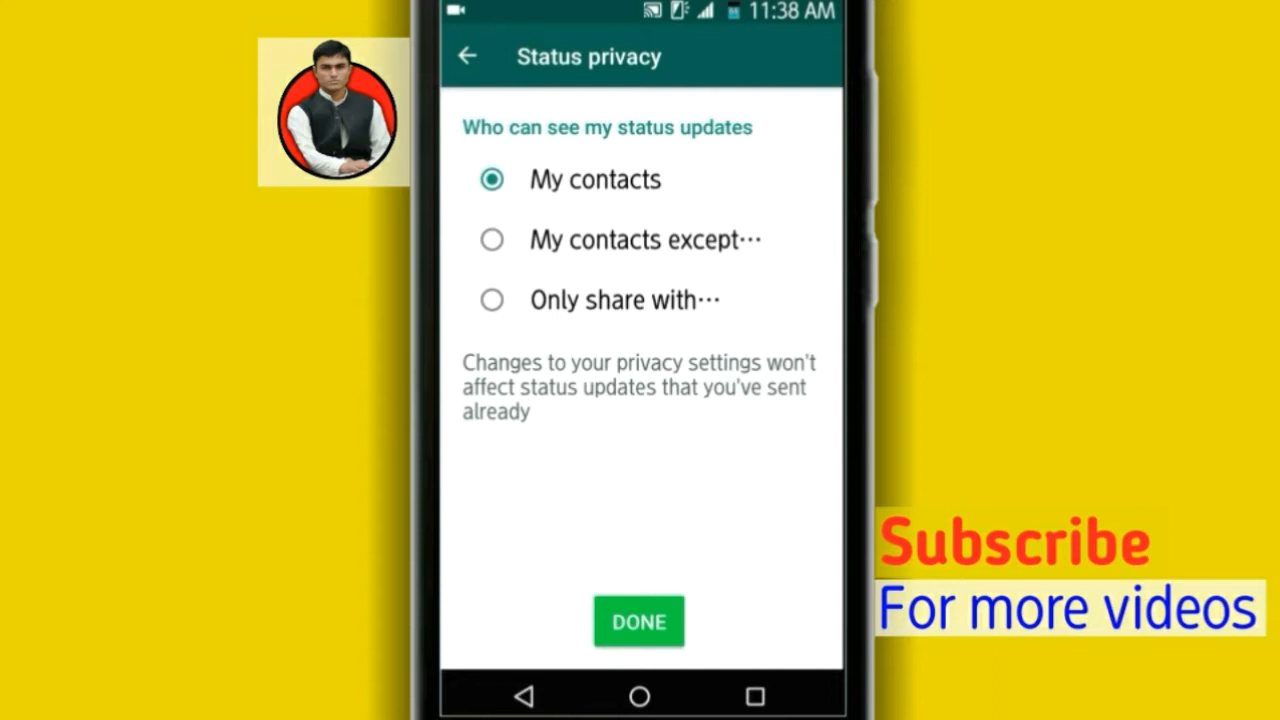 11:38 AM
Status privacy
Who can see my status updates
My contacts
My contacts except···
Only share with···
Changes to your privacy settings won't
affect status updates that you've sent
already
Subscribe
For more videos
DONE